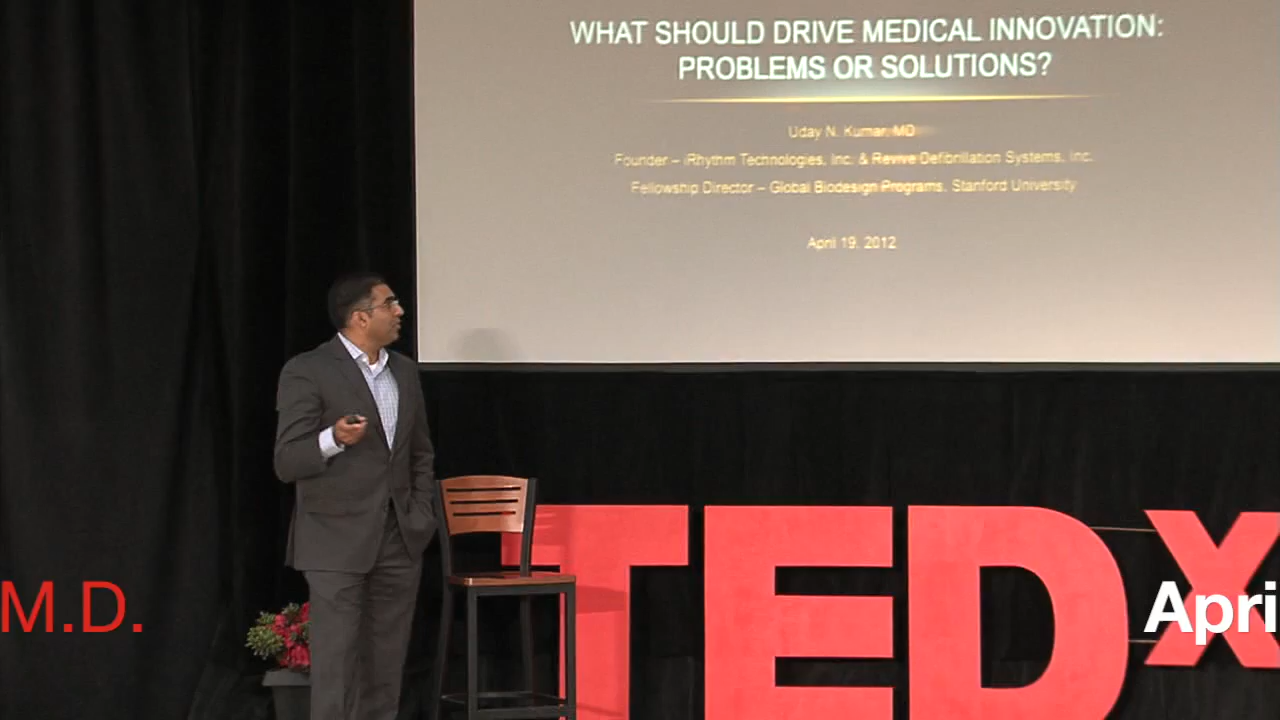 WHAT SHOULD DRIVE MEDICAL INNOVATION:
PROBLEMS OR SOLUTIONS?
Uday N. Kumar, MD
Founder – iRhythm Technologies, Inc. & Revive Defibrillation Systems, Inc.
Fellowship Director – Global Biodesign Programs, Stanford University
April 19, 2012
TEDx
M.D.
Apri